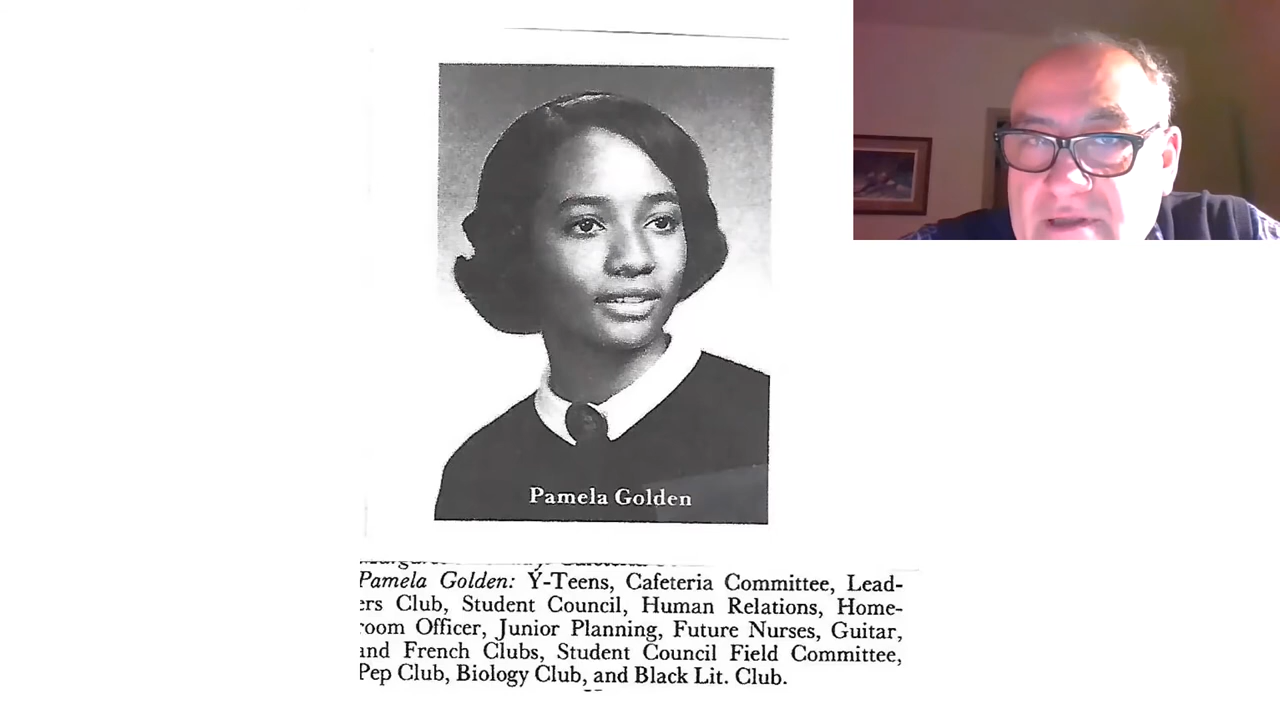 Pamela Golden
Pamela Golden: Y-Teens, Cafeteria Committee, Lead-
ers Club, Student Council, Human Relations, Home-
room Officer, Junior Planning, Future Nurses, Guitar,
and French Clubs, Student Council Field Committee,
Pep Club, Biology Club, and Black Lit. Club.